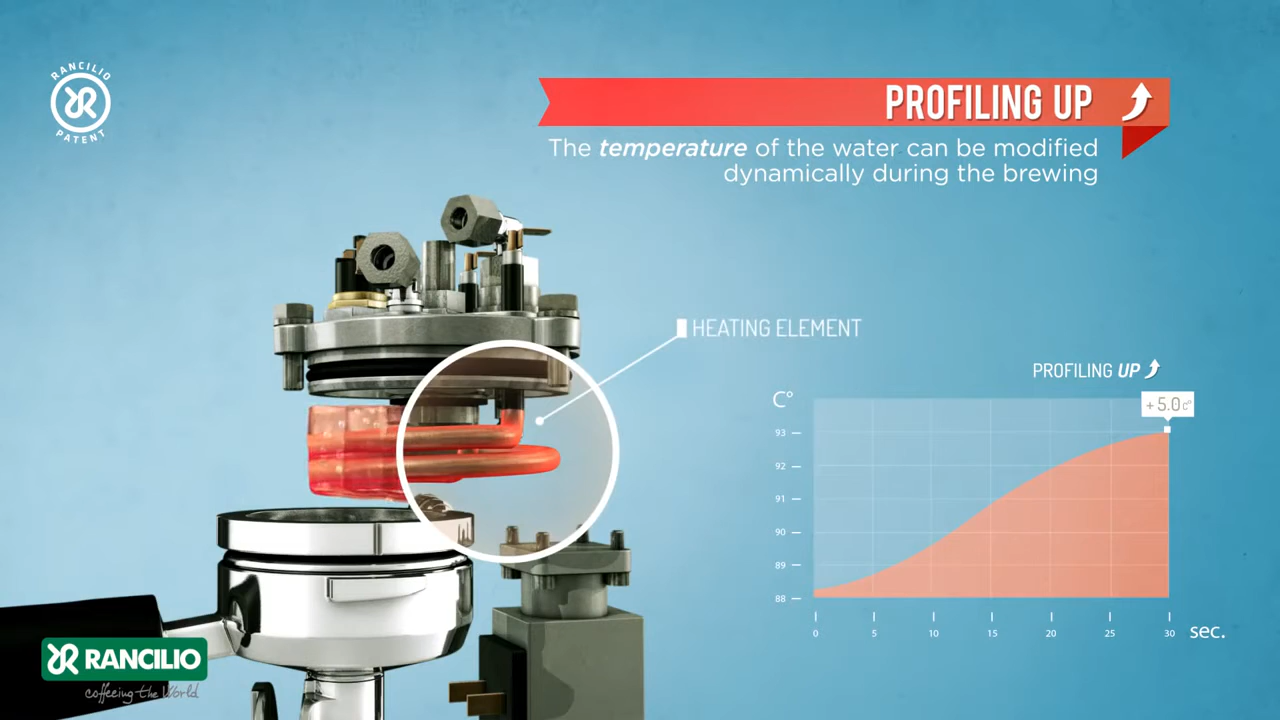 RANCILIO
PATENT
PROFILING UP
The temperature of the water can be modified
dynamically during the brewing
HEATING ELEMENT
PROFILING UP
C°
+ 5.0 C°
93
92
91
90
89
88
0 5 10 15 20 25 30 sec.
RANCILIO
coffeeing the World